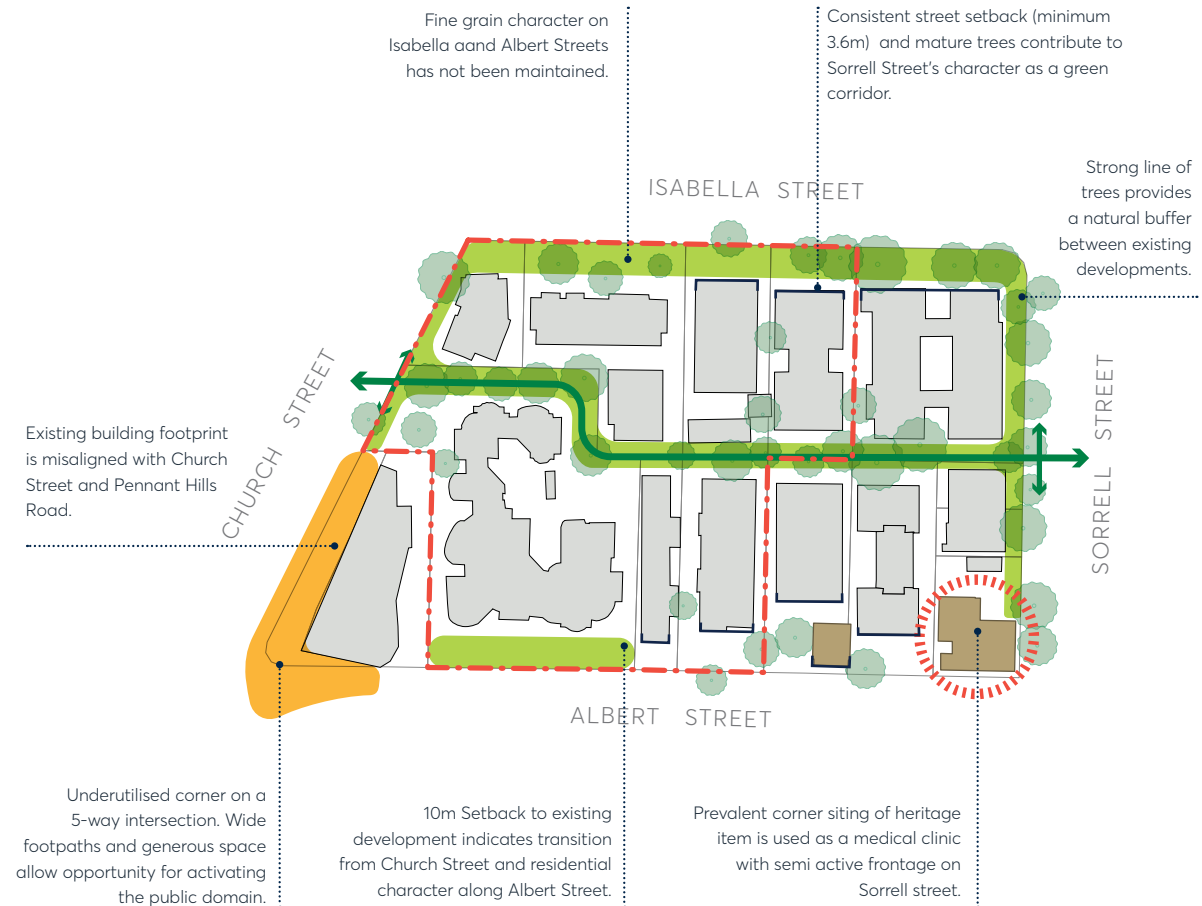 Fine grain character on
Isabella aand Albert Streets
has not been maintained.
Consistent street setback (minimum
3.6m) and mature trees contribute to
Sorrell Street's character as a green
corridor.
Strong line of
trees provides
a natural buffer
between existing
developments.
ISABELLA STREET
CHURCH STREET
SORRELL STREET
Existing building footprint
is misaligned with Church
Street and Pennant Hills
Road.
ALBERT STREET
Underutilised corner on a
5-way intersection. Wide
footpaths and generous space
allow opportunity for activating
the public domain.
10m Setback to existing
development indicates transition
from Church Street and residential
character along Albert Street.
Prevalent corner siting of heritage
item is used as a medical clinic
with semi active frontage on
Sorrell street.